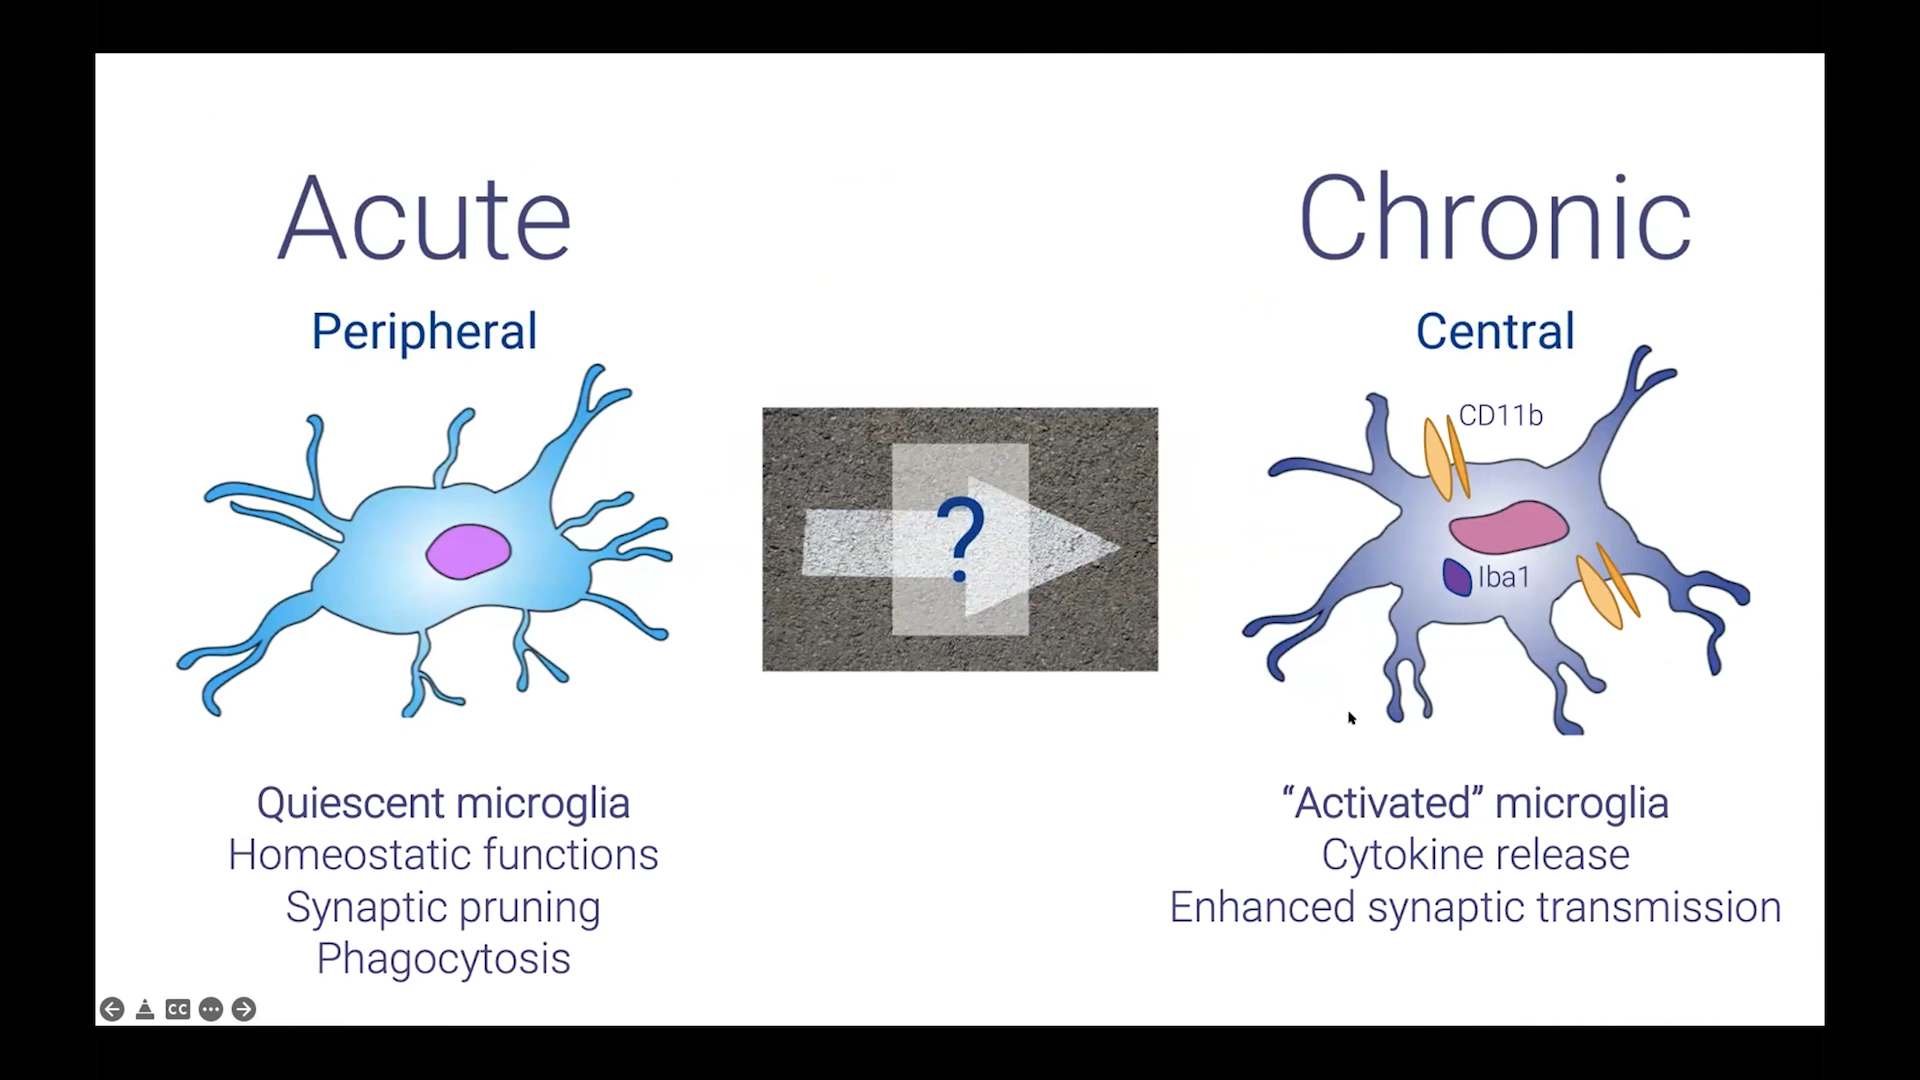 Acute
Peripheral
Quiescent microglia
Homeostatic functions
Synaptic pruning
Phagocytosis
?
Chronic
Central
CD11b
Iba1
“Activated” microglia
Cytokine release
Enhanced synaptic transmission
CC